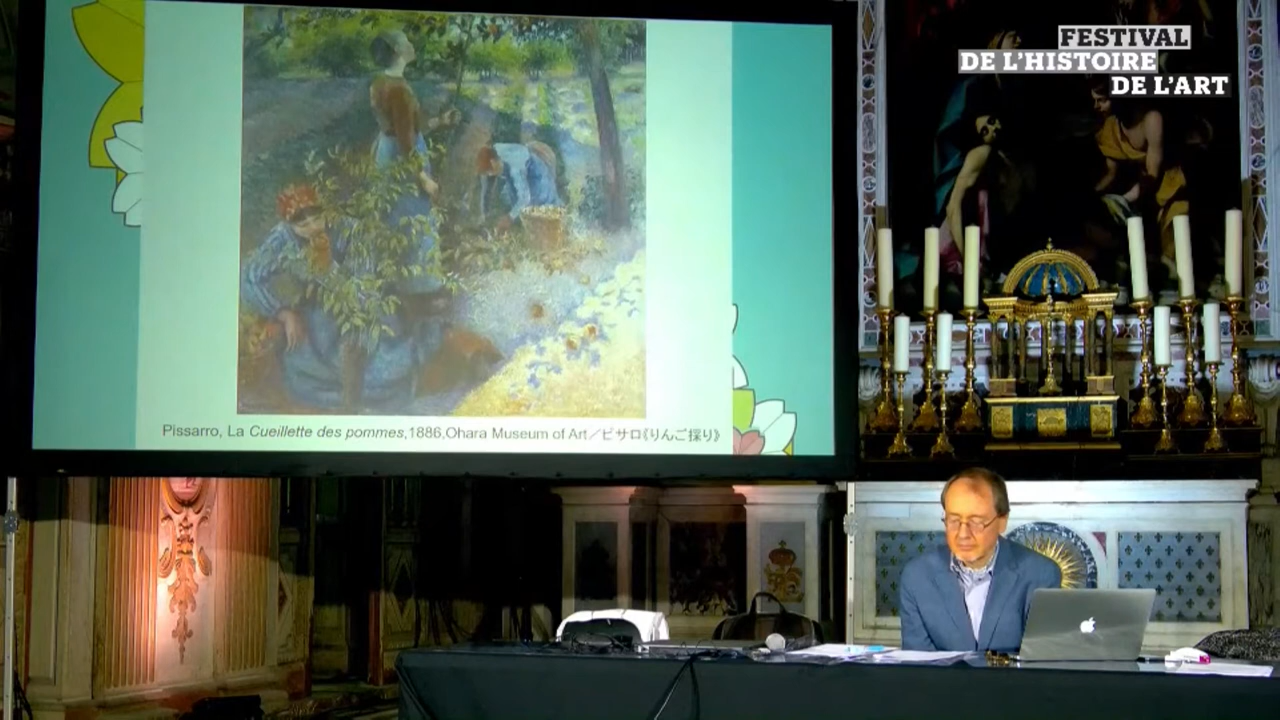 FESTIVAL
DE L'HISTOIRE
DE L'ART
Pissarro, La Cueillette des pommes,1886,Ohara Museum of Art／ピサロ《りんご採り》